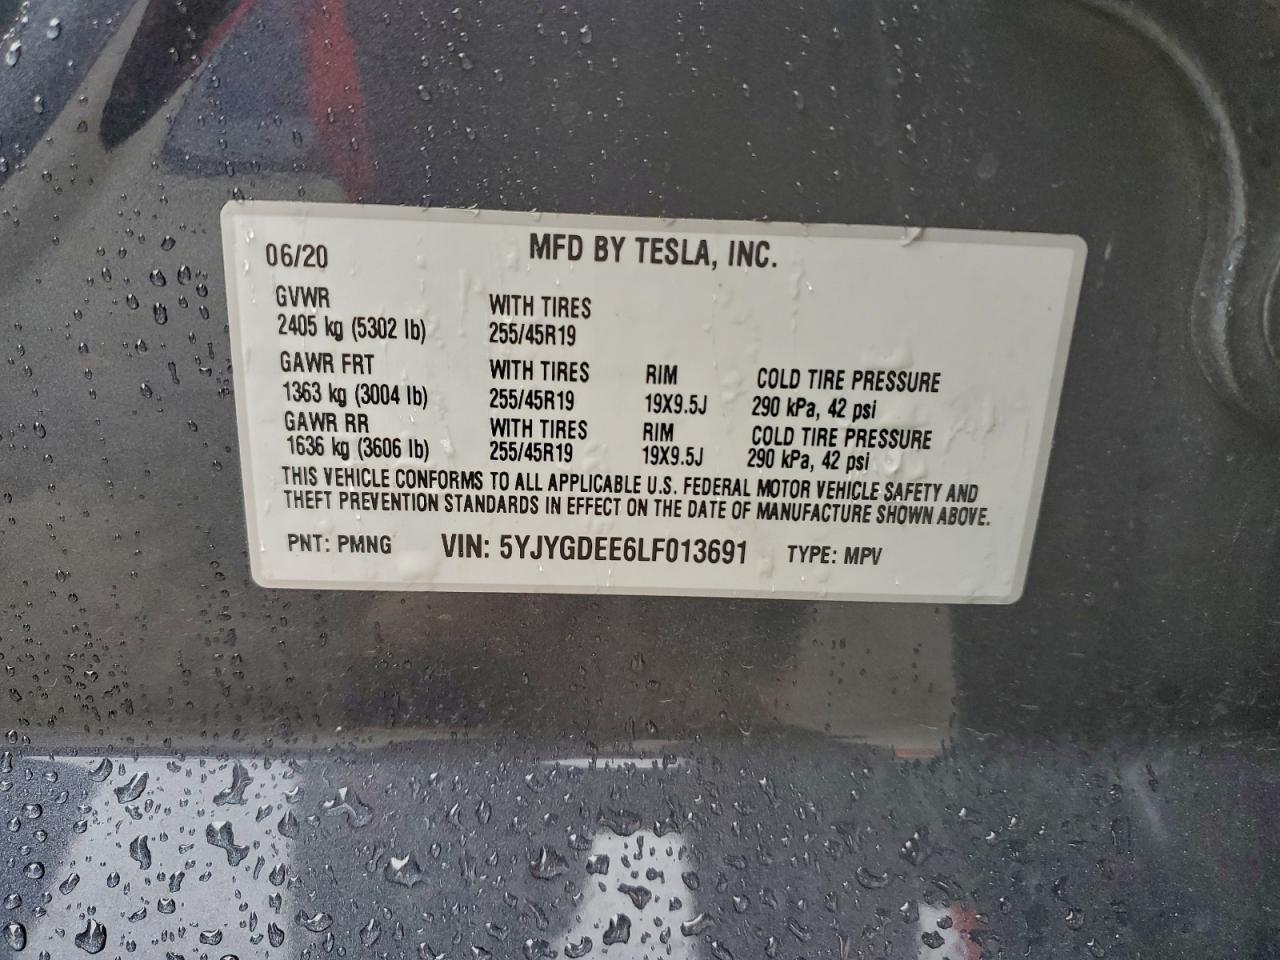 06/20 MFD BY TESLA, INC.
GVWR WITH TIRES
2405 kg (5302 lb) 255/45R19
GAWR FRT WITH TIRES RIM COLD TIRE PRESSURE
1363 kg (3004 lb) 255/45R19 19X9.5J 290 kPa, 42 psi
GAWR RR WITH TIRES RIM COLD TIRE PRESSURE
1636 kg (3606 lb) 255/45R19 19X9.5J 290 kPa, 42 psi
THIS VEHICLE CONFORMS TO ALL APPLICABLE U.S. FEDERAL MOTOR VEHICLE SAFETY AND
THEFT PREVENTION STANDARDS IN EFFECT ON THE DATE OF MANUFACTURE SHOWN ABOVE.
PNT: PMNG VIN: 5YJYGDEE6LF013691 TYPE: MPV